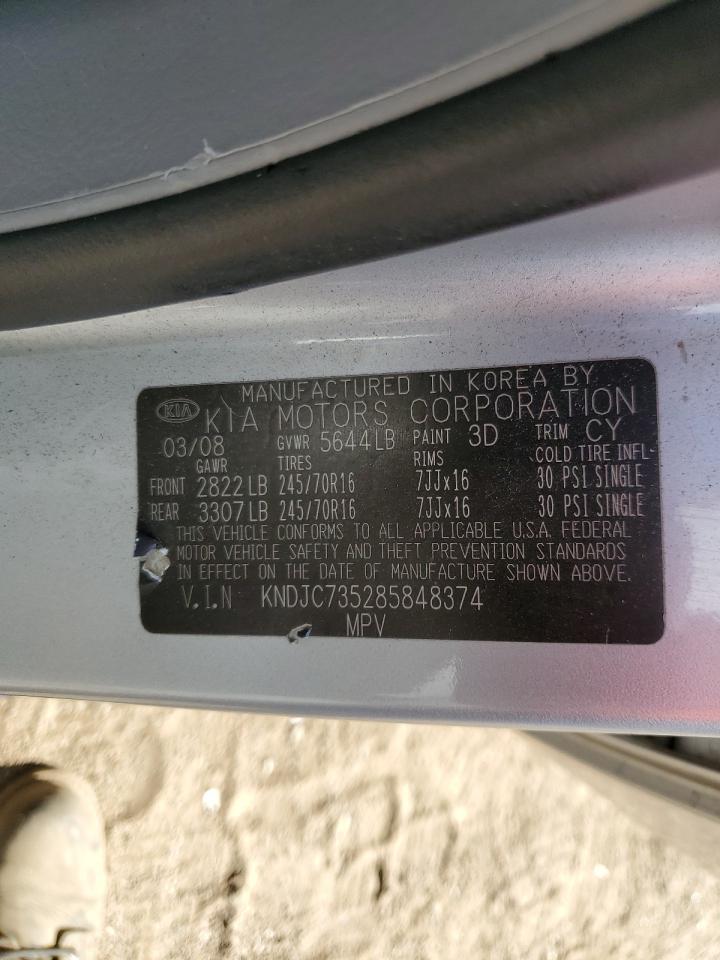 MANUFACTURED IN KOREA BY
KIA KIA MOTORS CORPORATION
03/08 GVWR 5644LB PAINT 3D TRIM CY
GAWR TIRES RIMS COLD TIRE INFL
FRONT 2822LB 245/70R16 7JJx16 30 PSI SINGLE
REAR 3307LB 245/70R16 7JJx16 30 PSI SINGLE
THIS VEHICLE CONFORMS TO ALL APPLICABLE U.S.A. FEDERAL
MOTOR VEHICLE SAFETY AND THEFT PREVENTION STANDARDS
IN EFFECT ON THE DATE OF MANUFACTURE SHOWN ABOVE.
V.I.N KNDJC735285848374
MPV